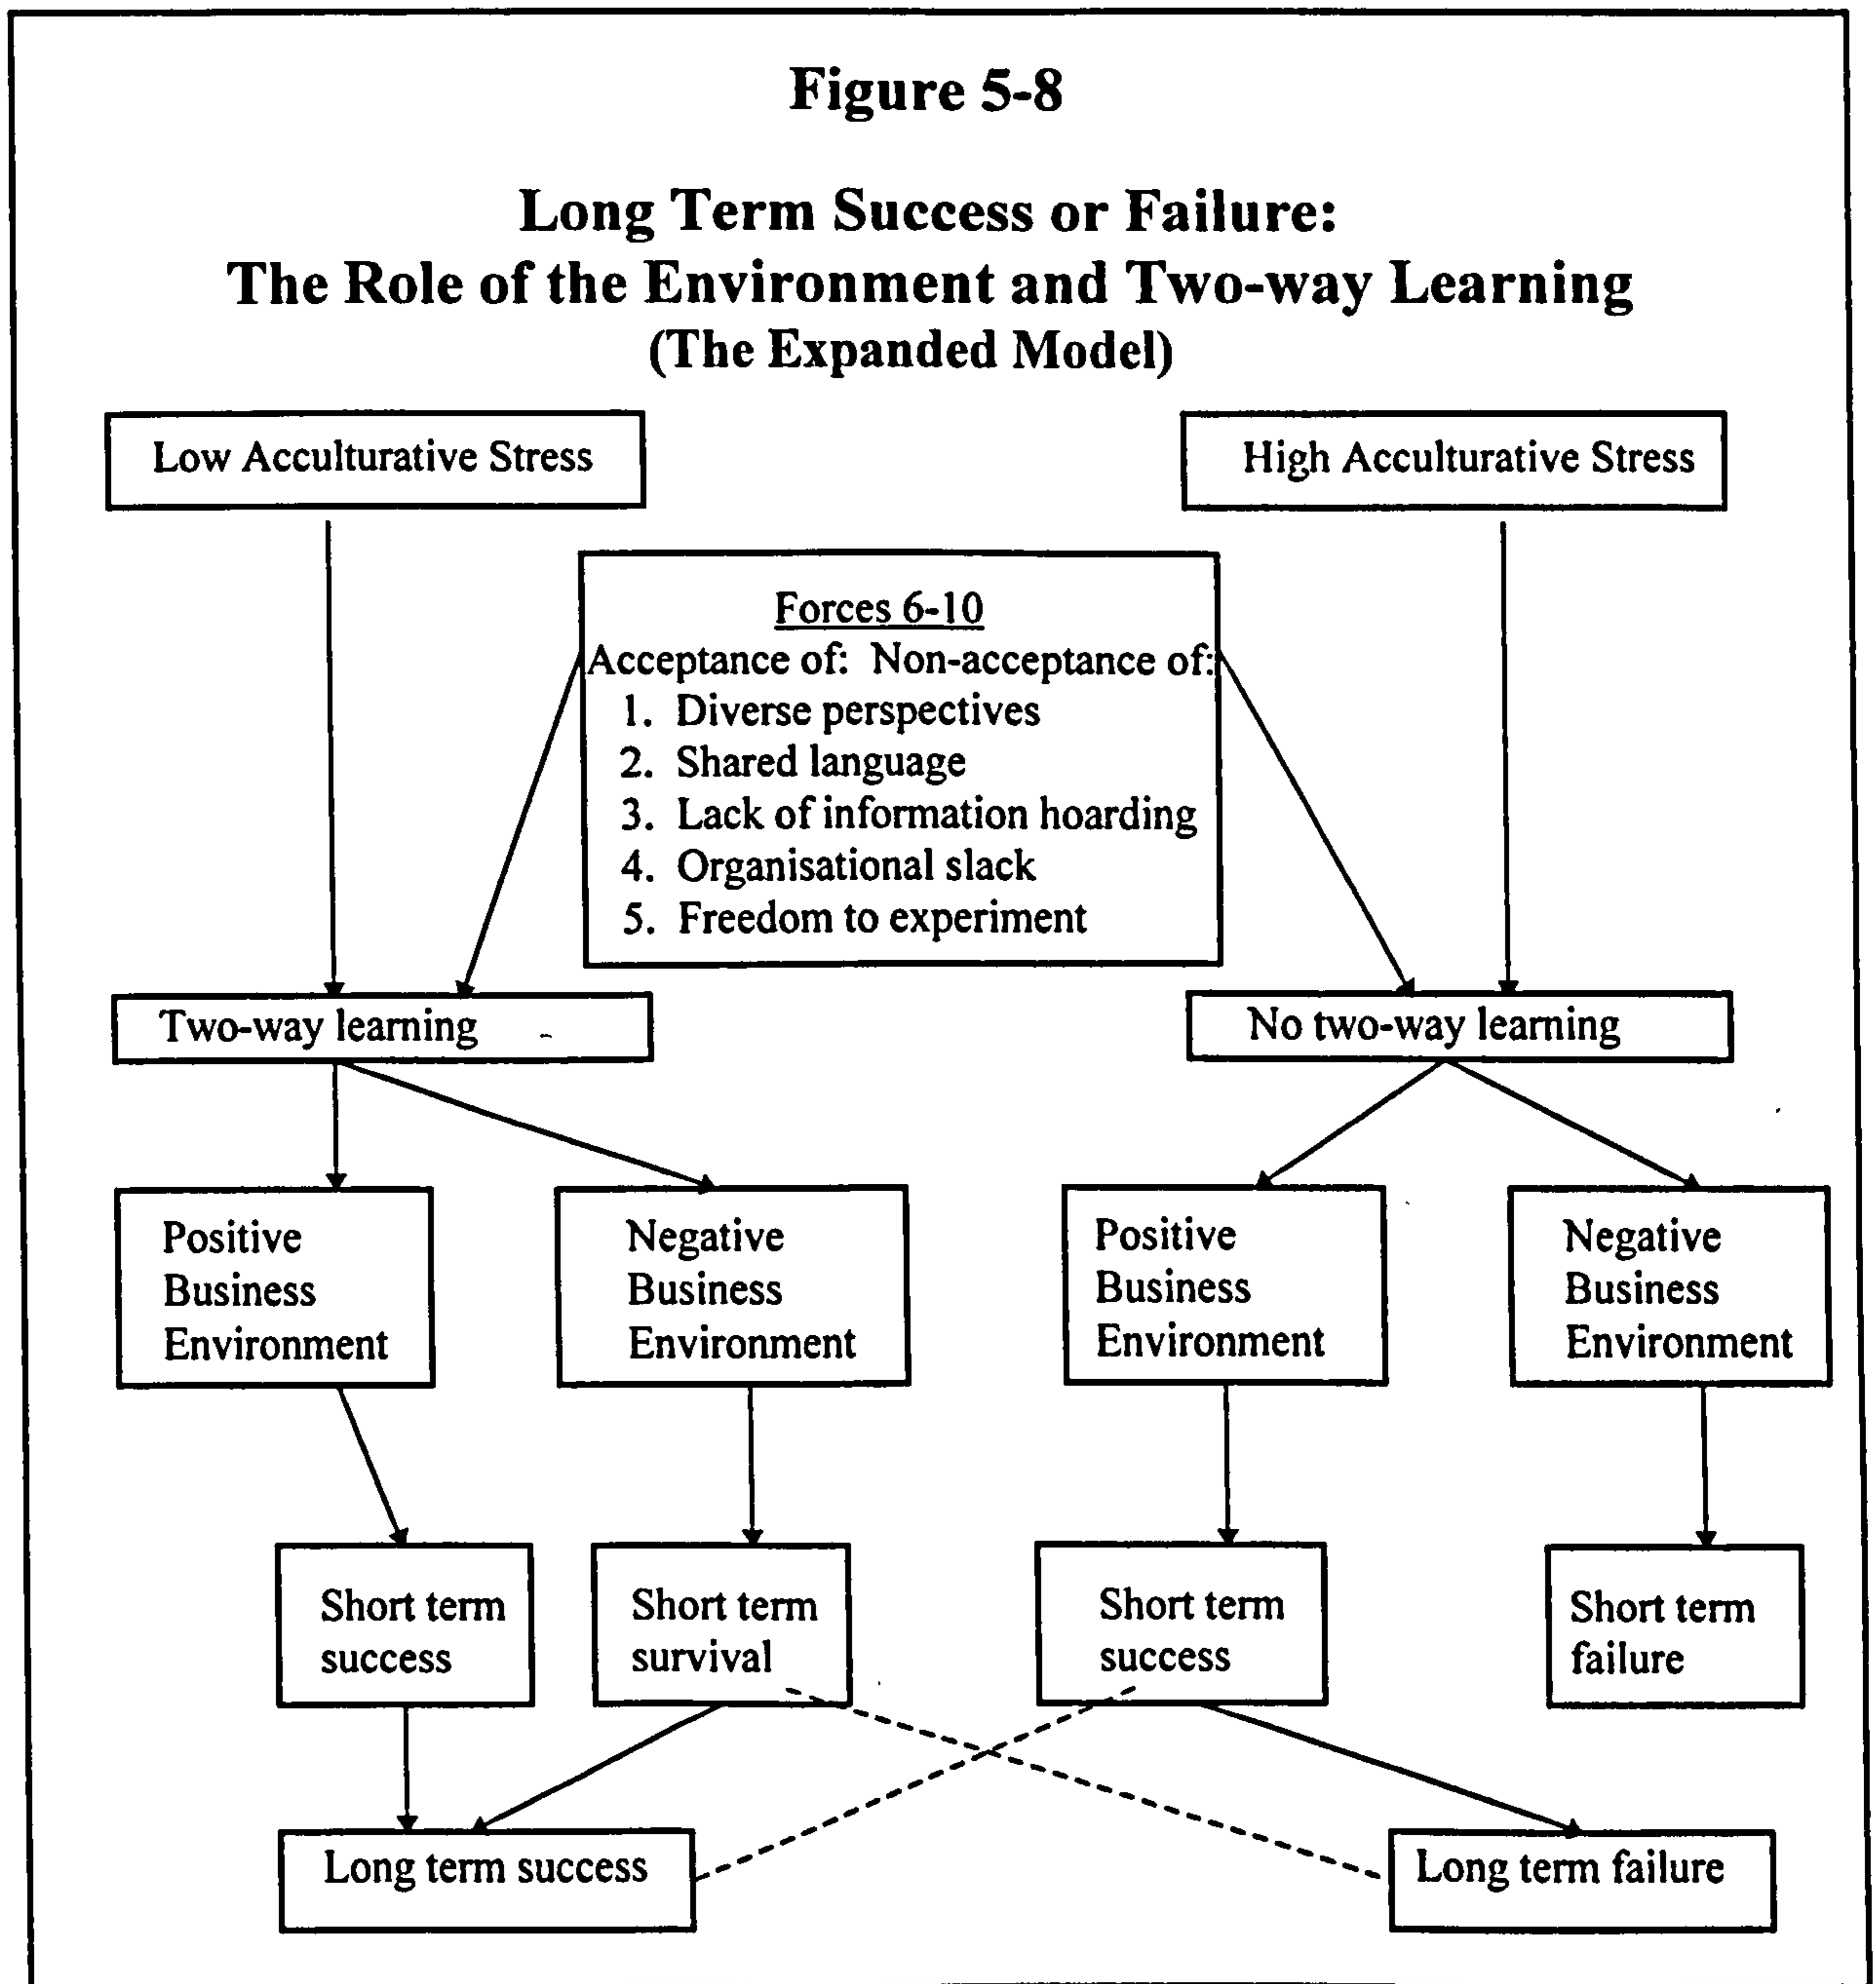 Figure 5-8
Long Term Success or Failure:
The Role of the Environment and Two-way Learning
(The Expanded Model)
Low Acculturative Stress
High Acculturative Stress
Forces 6-10
Acceptance of: Non-acceptance of:
1. Diverse perspectives
2. Shared language
3. Lack of information hoarding
4. Organisational slack
5. Freedom to experiment
Two-way learning
No two-way learning
Positive
Business
Environment
Negative
Business
Environment
Positive
Business
Environment
Negative
Business
Environment
Short term
success
Short term
survival
Short term
success
Short term
failure
Long term success
Long term failure